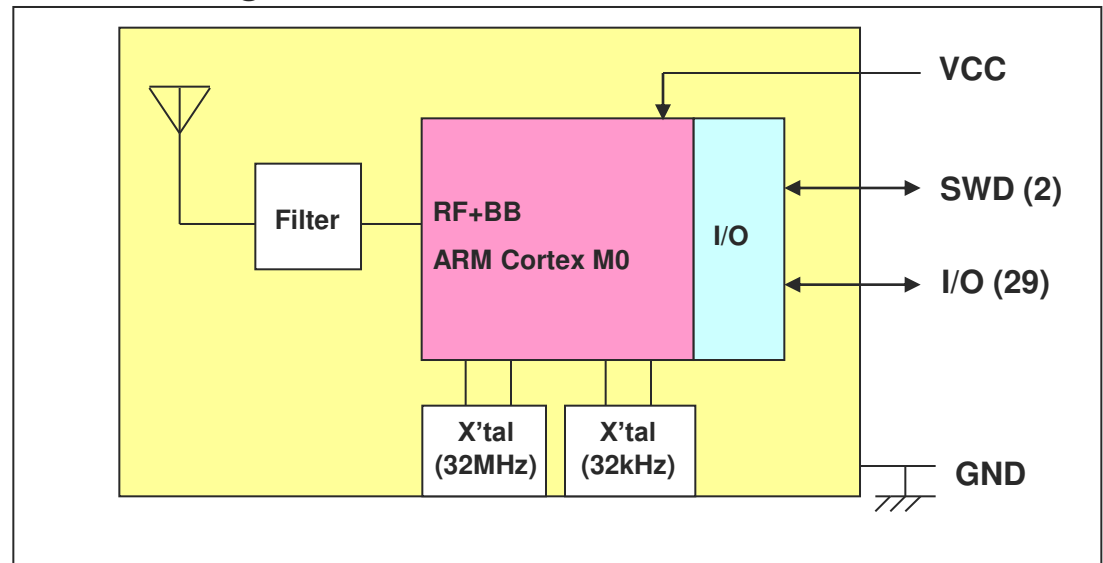 VCC
SWD (2)
Filter
RF+BB
ARM Cortex M0
I/O
I/O (29)
X'tal
(32MHz)
X'tal
(32kHz)
GND